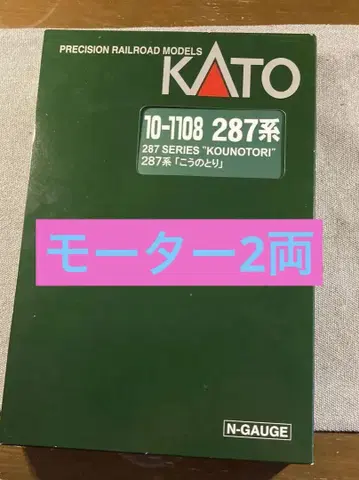 PRECISION RAILROAD MODELS
KATO
10-1108 287系
287 SERIES "KOUNOTORI"
287系「こうのとり」
モーター2両
N-GAUGE